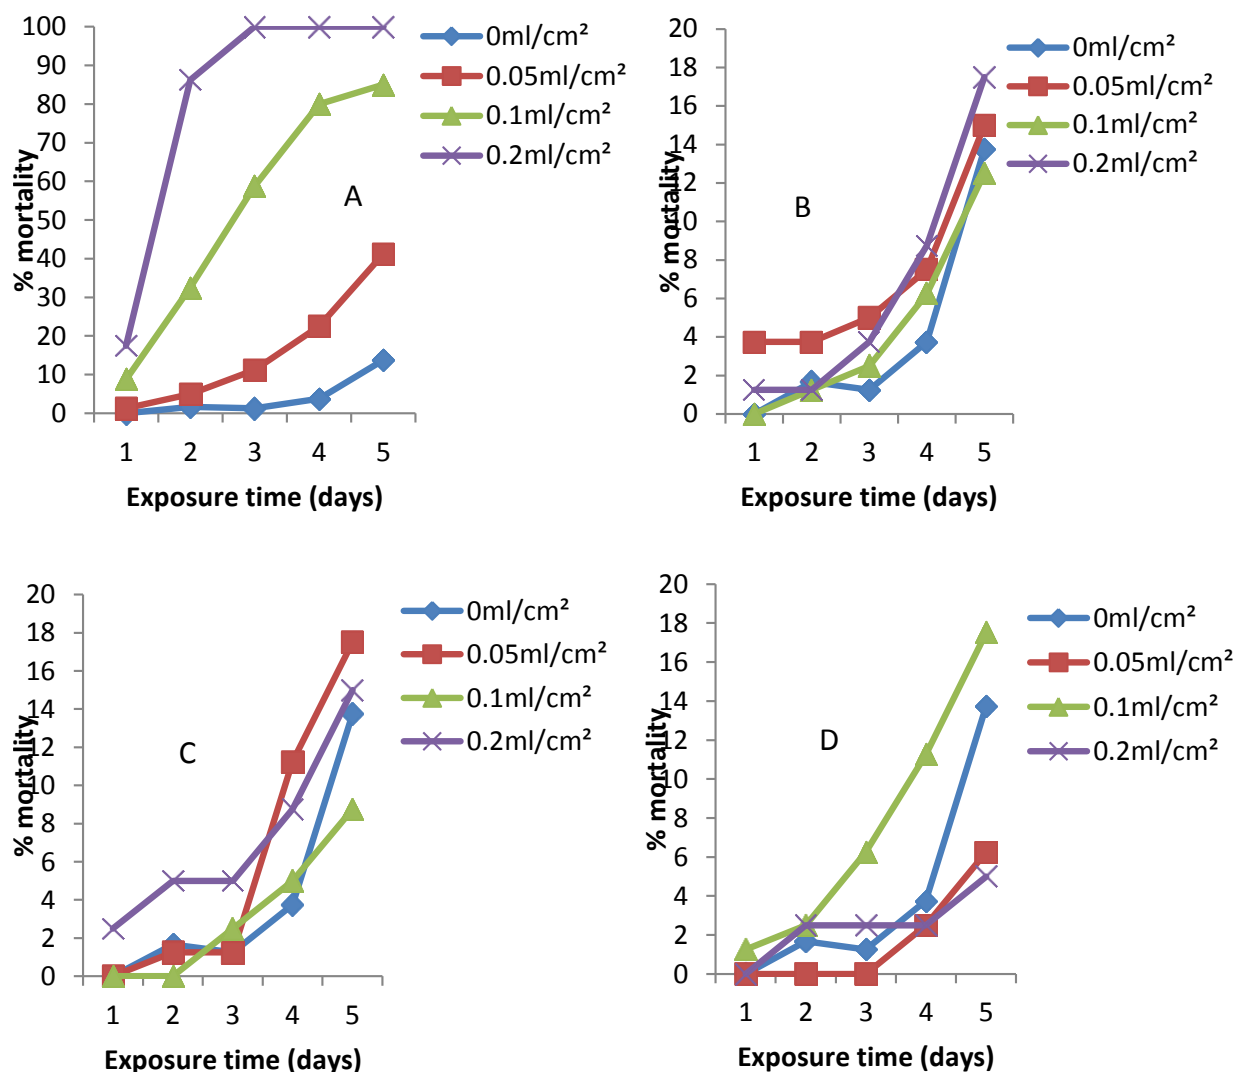 % mortality
100
90
80
70
60
50
40
30
20
10
0
1 2 3 4 5
Exposure time (days)
A
0ml/cm²
0.05ml/cm²
0.1ml/cm²
0.2ml/cm²
% mortality
20
18
16
14
12
10
8
6
4
2
0
1 2 3 4 5
Exposure time (days)
B
0ml/cm²
0.05ml/cm²
0.1ml/cm²
0.2ml/cm²
% mortality
20
18
16
14
12
10
8
6
4
2
0
1 2 3 4 5
Exposure time (days)
C
0ml/cm²
0.05ml/cm²
0.1ml/cm²
0.2ml/cm²
% mortality
20
18
16
14
12
10
8
6
4
2
0
1 2 3 4 5
Exposure time (days)
D
0ml/cm²
0.05ml/cm²
0.1ml/cm²
0.2ml/cm²